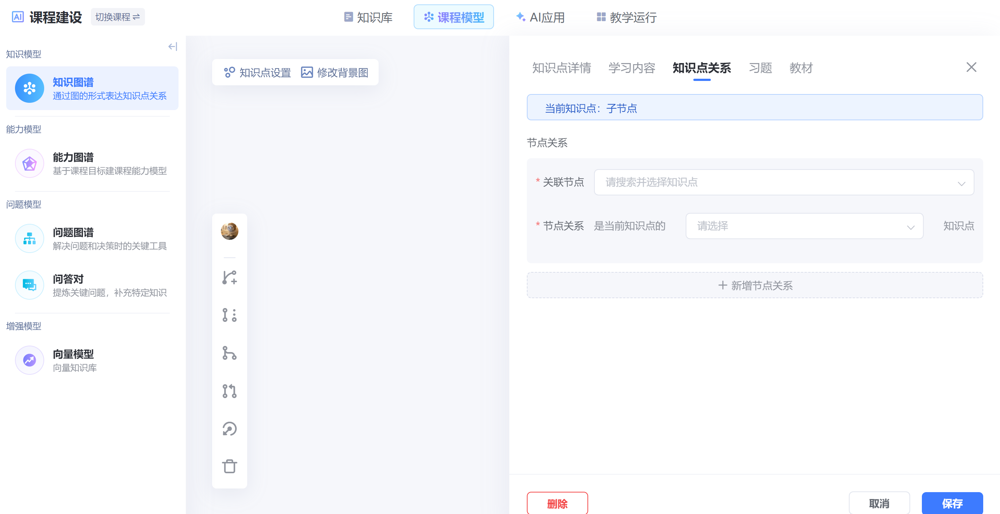 AI 课程建设 切换课程
知识库 课程模型 AI应用 教学运行
知识模型
知识图谱
通过图的形式表达知识点关系
能力模型
能力图谱
基于课程目标建课程能力模型
问题模型
问题图谱
解决问题和决策时的关键工具
问答对
提炼关键问题，补充特定知识
增强模型
向量模型
向量知识库
知识点设置 修改背景图
知识点详情 学习内容 知识点关系 习题 教材
当前知识点：子节点
节点关系
* 关联节点 请搜索并选择知识点
* 节点关系 是当前知识点的 请选择 知识点
+ 新增节点关系
删除 取消 保存